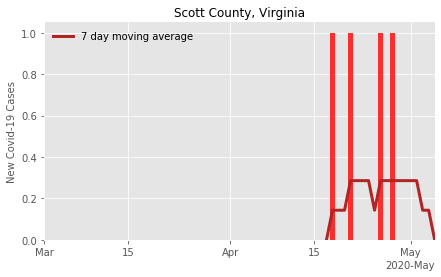 Scott County, Virginia
7 day moving average
New Covid-19 Cases
1.0
0.8
0.6
0.4
0.2
0.0
Mar 15 Apr 15 May
2020-May